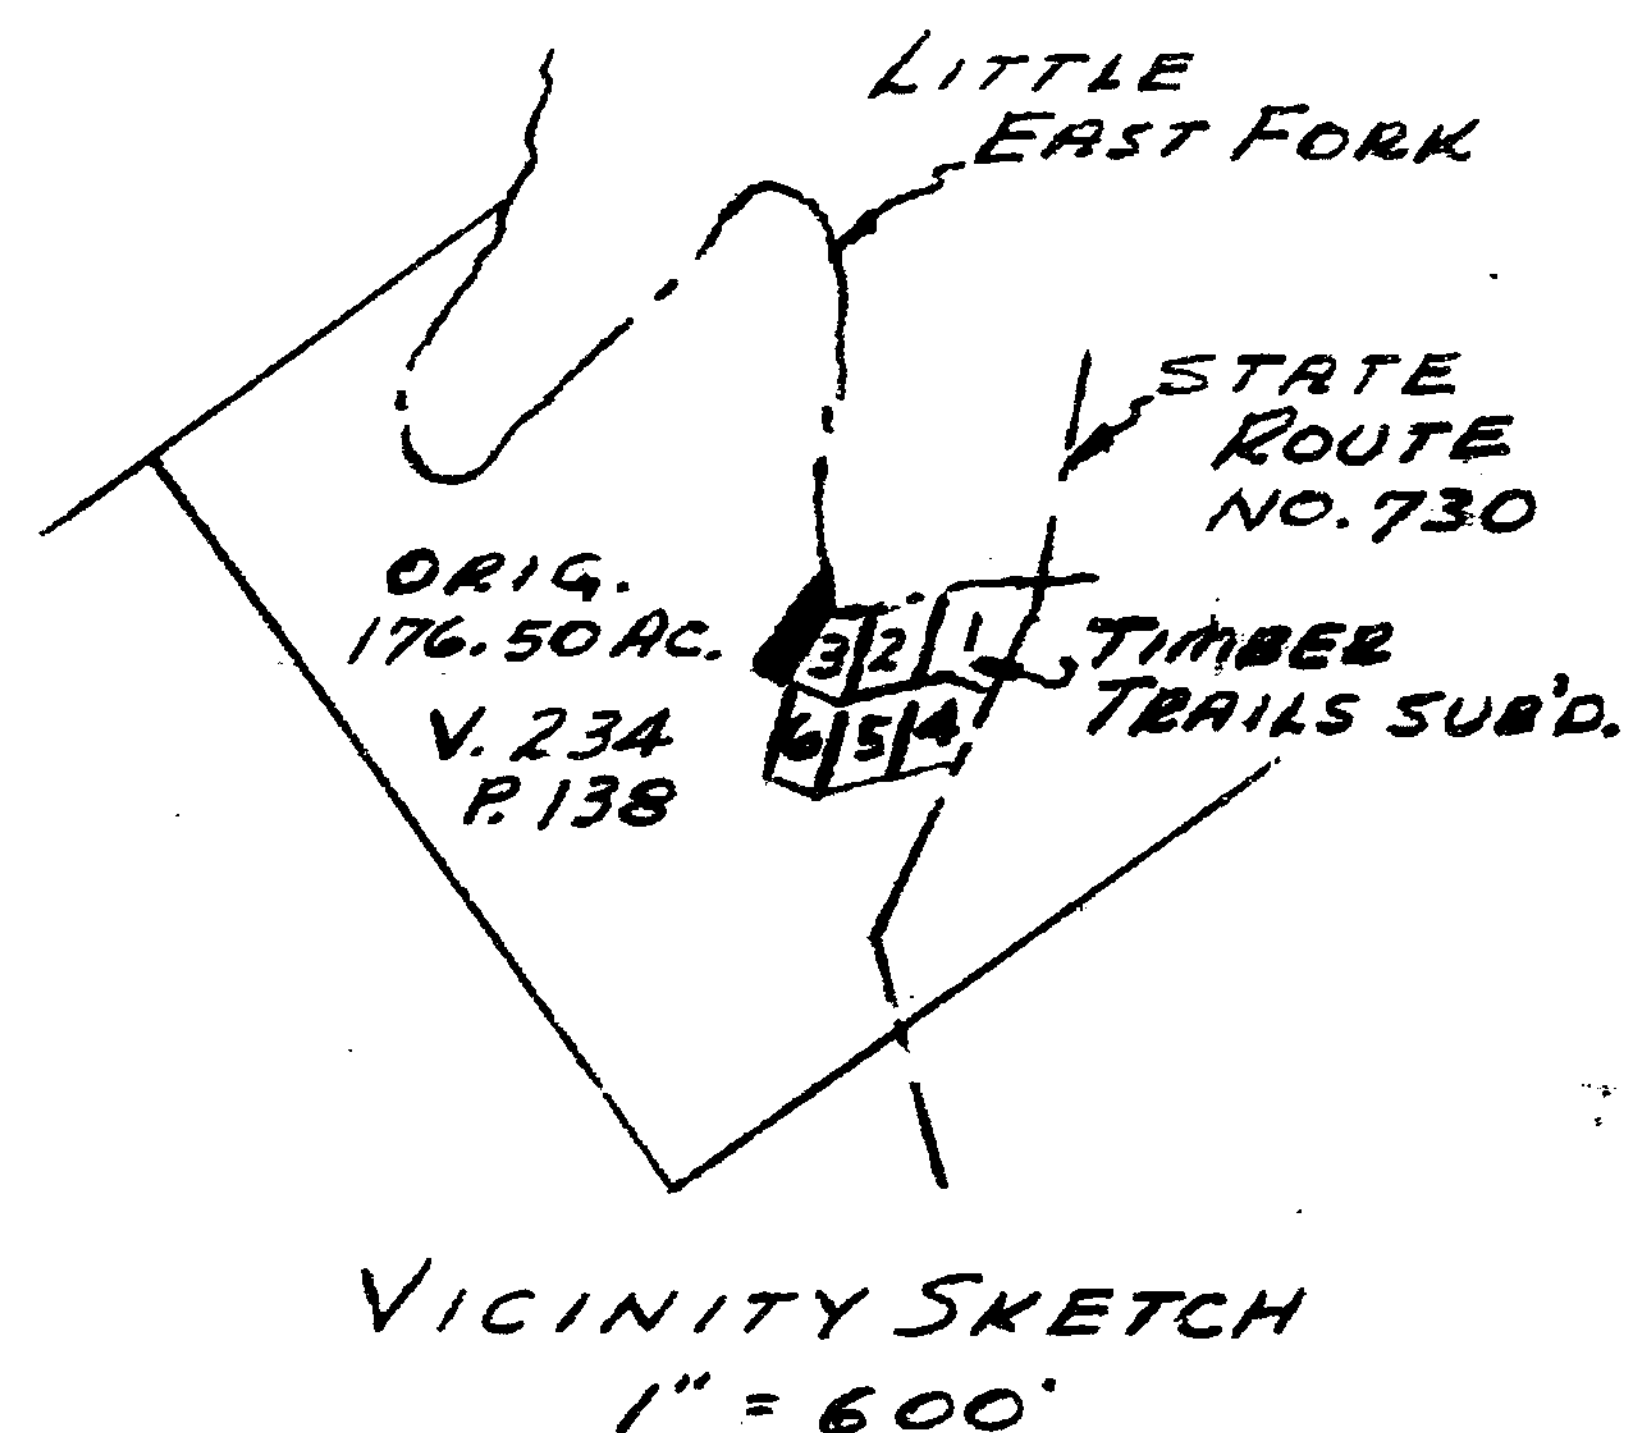 LITTLE
EAST FORK
STATE
ROUTE
NO. 730
ORIG.
176.50 AC.
V. 234
P. 138
3 2 1
6 5 4
TIMBER
TRAILS SUB'D.
VICINITY SKETCH
1" = 600'